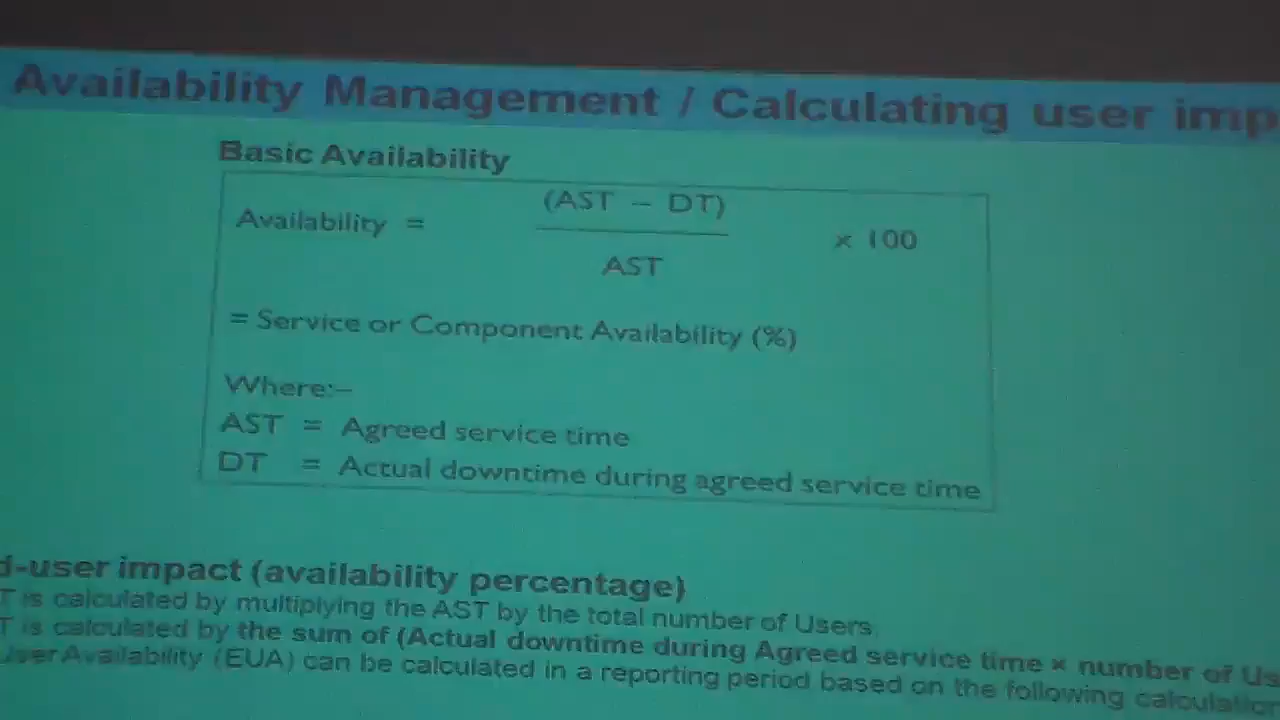 Availability Management / Calculating user imp
Basic Availability
(AST – DT)
Availability = × 100
AST
= Service or Component Availability (%)
Where:–
AST = Agreed service time
DT = Actual downtime during agreed service time
d-user impact (availability percentage)
T is calculated by multiplying the AST by the total number of Users.
T is calculated by the sum of (Actual downtime during Agreed service time × number of Us
User Availability (EUA) can be calculated in a reporting period based on the following calculation